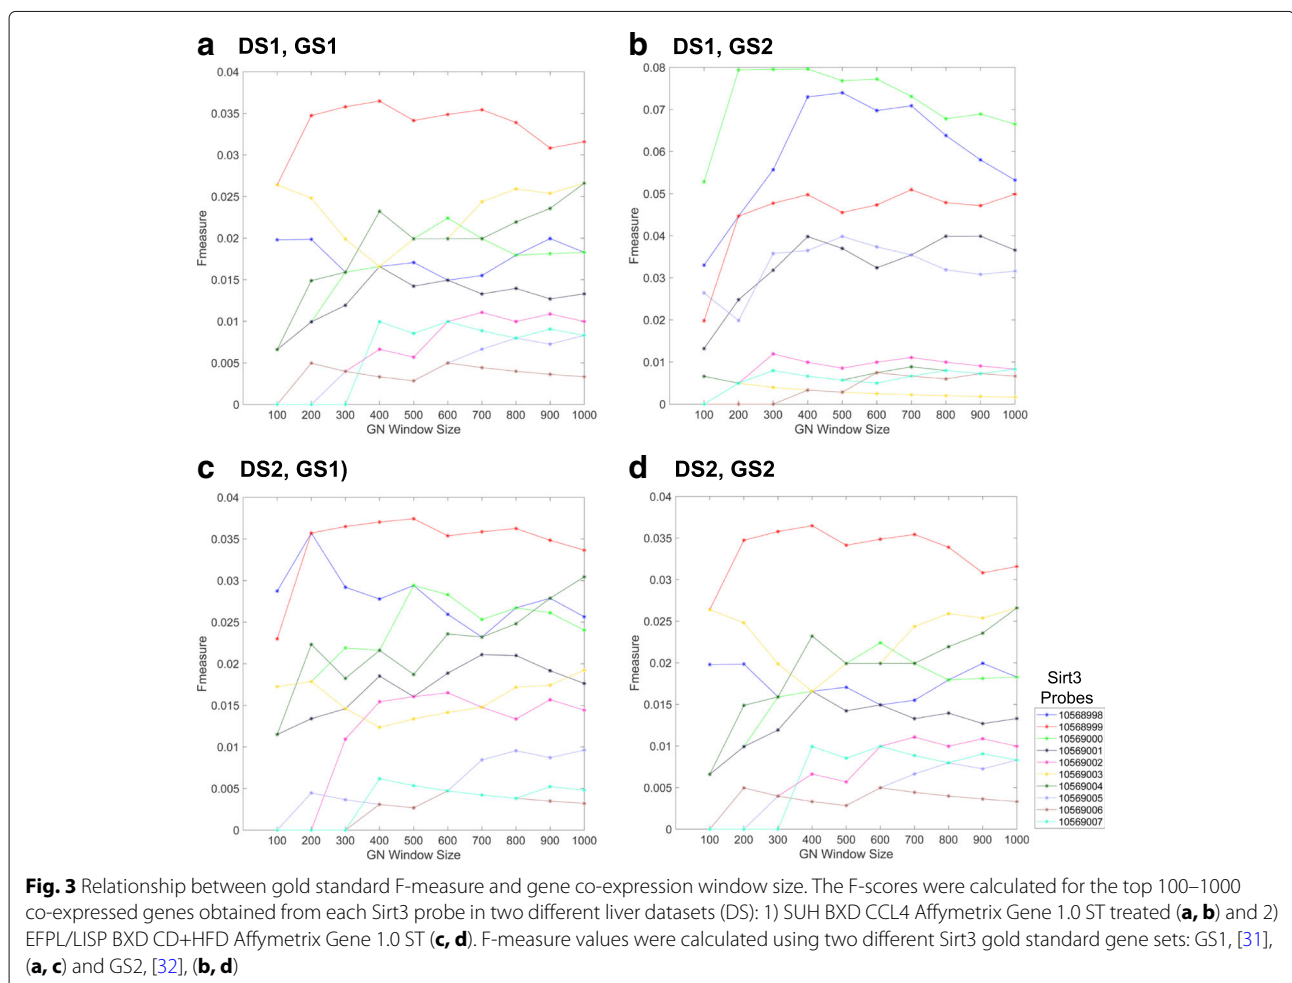 a DS1, GS1
0.04
0.035
0.03
0.025
0.02
0.015
0.01
0.005
0
Fmeasure
100 200 300 400 500 600 700 800 900 1000
GN Window Size
b DS1, GS2
0.08
0.07
0.06
0.05
0.04
0.03
0.02
0.01
0
Fmeasure
100 200 300 400 500 600 700 800 900 1000
GN Window Size
c DS2, GS1)
0.04
0.035
0.03
0.025
0.02
0.015
0.01
0.005
0
Fmeasure
100 200 300 400 500 600 700 800 900 1000
GN Window Size
d DS2, GS2
0.04
0.035
0.03
0.025
0.02
0.015
0.01
0.005
0
Fmeasure
100 200 300 400 500 600 700 800 900 1000
GN Window Size
Sirt3
Probes
10568998
10568999
10569000
10569001
10569002
10569003
10569004
10569005
10569006
10569007
Fig. 3 Relationship between gold standard F-measure and gene co-expression window size. The F-scores were calculated for the top 100–1000
co-expressed genes obtained from each Sirt3 probe in two different liver datasets (DS): 1) SUH BXD CCL4 Affymetrix Gene 1.0 ST treated (a, b) and 2)
EFPL/LISP BXD CD+HFD Affymetrix Gene 1.0 ST (c, d). F-measure values were calculated using two different Sirt3 gold standard gene sets: GS1, [31],
(a, c) and GS2, [32], (b, d)